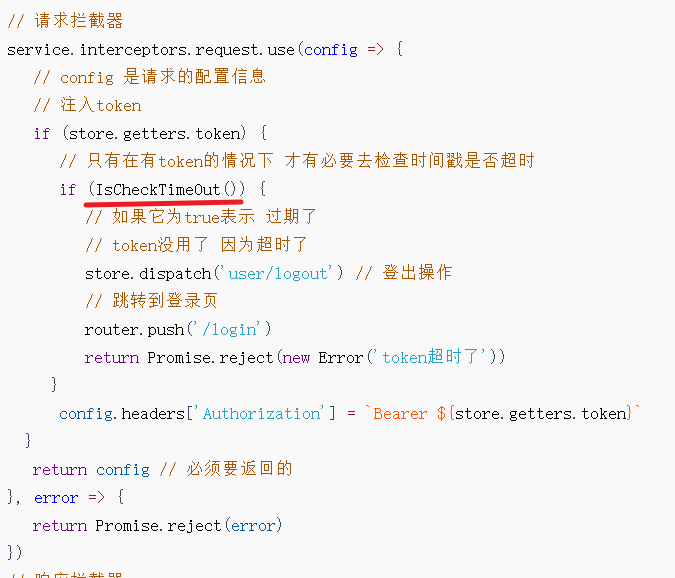 // 请求拦截器
service.interceptors.request.use(config => {
// config 是请求的配置信息
// 注入token
if (store.getters.token) {
// 只有在有token的情况下 才有必要去检查时间戳是否超时
if (IsCheckTimeOut()) {
// 如果它为true表示 过期了
// token没用了 因为超时了
store.dispatch('user/logout') // 登出操作
// 跳转到登录页
router.push('/login')
return Promise.reject(new Error('token超时了'))
}
config.headers['Authorization'] = `Bearer ${store.getters.token}`
}
return config // 必须要返回的
}, error => {
return Promise.reject(error)
})
// 响应拦截器